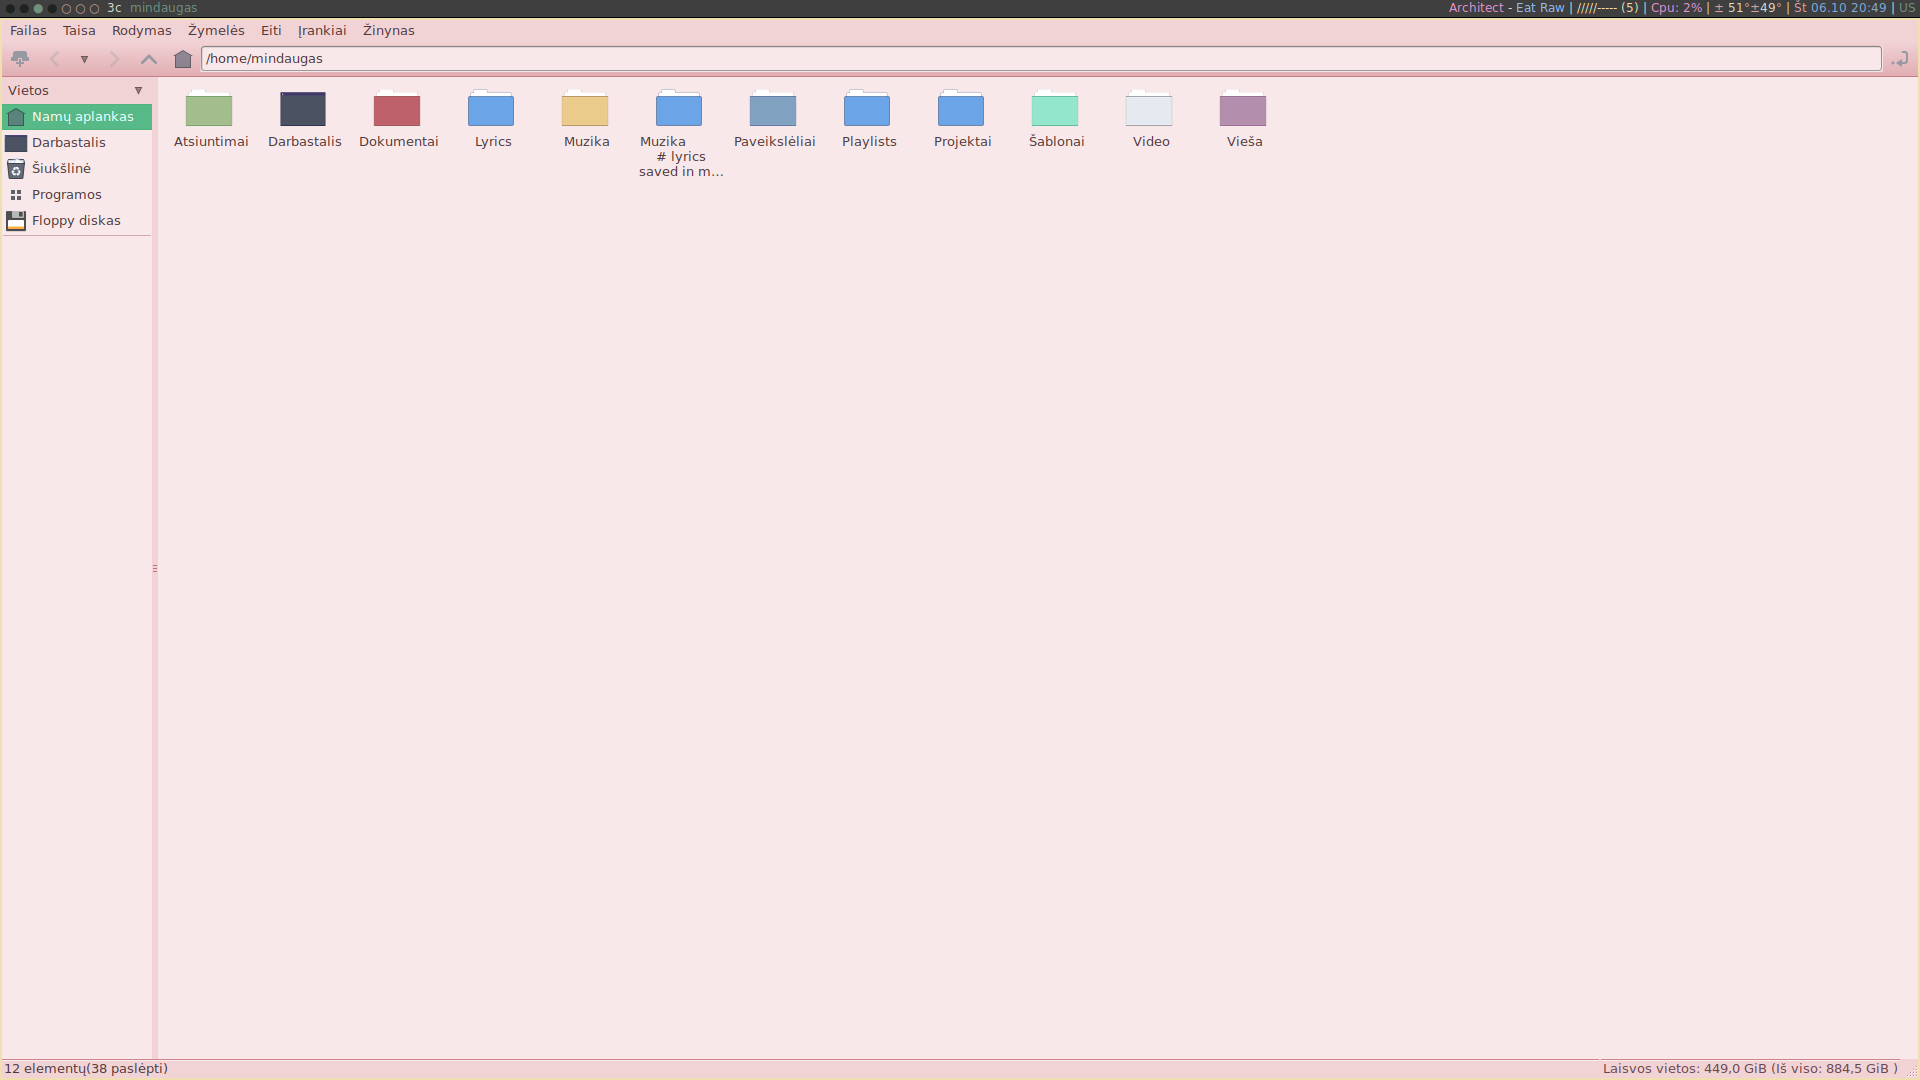 3c mindaugas Architect - Eat Raw | /////----- (5) | Cpu: 2% | ± 51°±49° | Št 06.10 20:49 | US
Failas Taisa Rodymas Žymelės Eiti Įrankiai Žinynas
/home/mindaugas
Vietos
Namų aplankas
Darbastalis
Šiukšlinė
Programos
Floppy diskas
Atsiuntimai Darbastalis Dokumentai Lyrics Muzika Muzika Paveikslėliai Playlists Projektai Šablonai Video Vieša
# lyrics
saved in m...
12 elementų(38 paslėpti) Laisvos vietos: 449,0 GiB (Iš viso: 884,5 GiB )